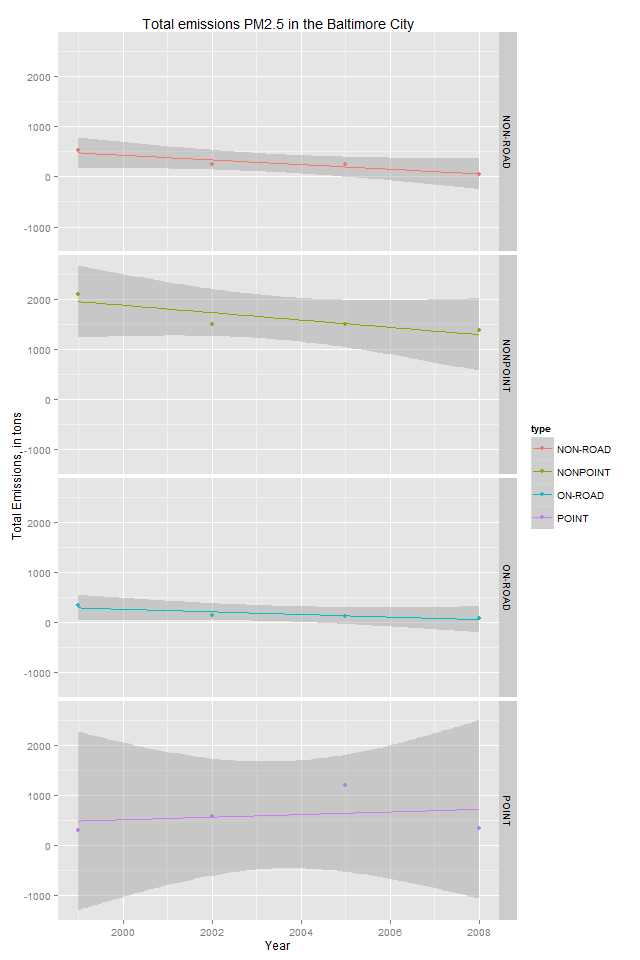 Total emissions PM2.5 in the Baltimore City
Total Emissions, in tons
2000
1000
0
-1000
NON-ROAD
2000
1000
0
-1000
NONPOINT
2000
1000
0
-1000
ON-ROAD
2000
1000
0
-1000
POINT
2000 2002 2004 2006 2008
Year
type
NON-ROAD
NONPOINT
ON-ROAD
POINT